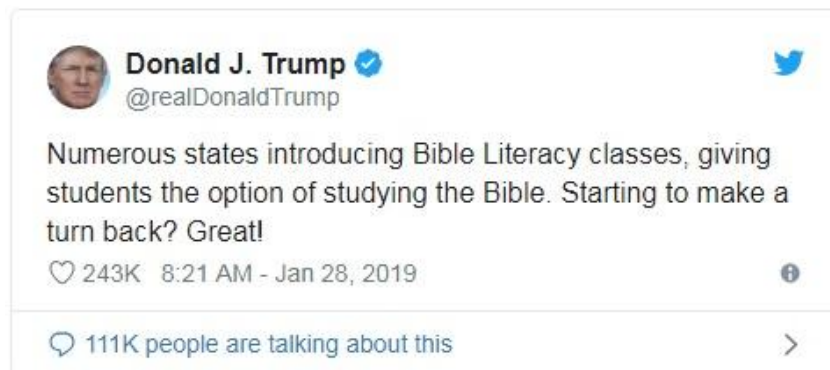 Donald J. Trump
@realDonaldTrump
Numerous states introducing Bible Literacy classes, giving
students the option of studying the Bible. Starting to make a
turn back? Great!
243K 8:21 AM - Jan 28, 2019
111K people are talking about this